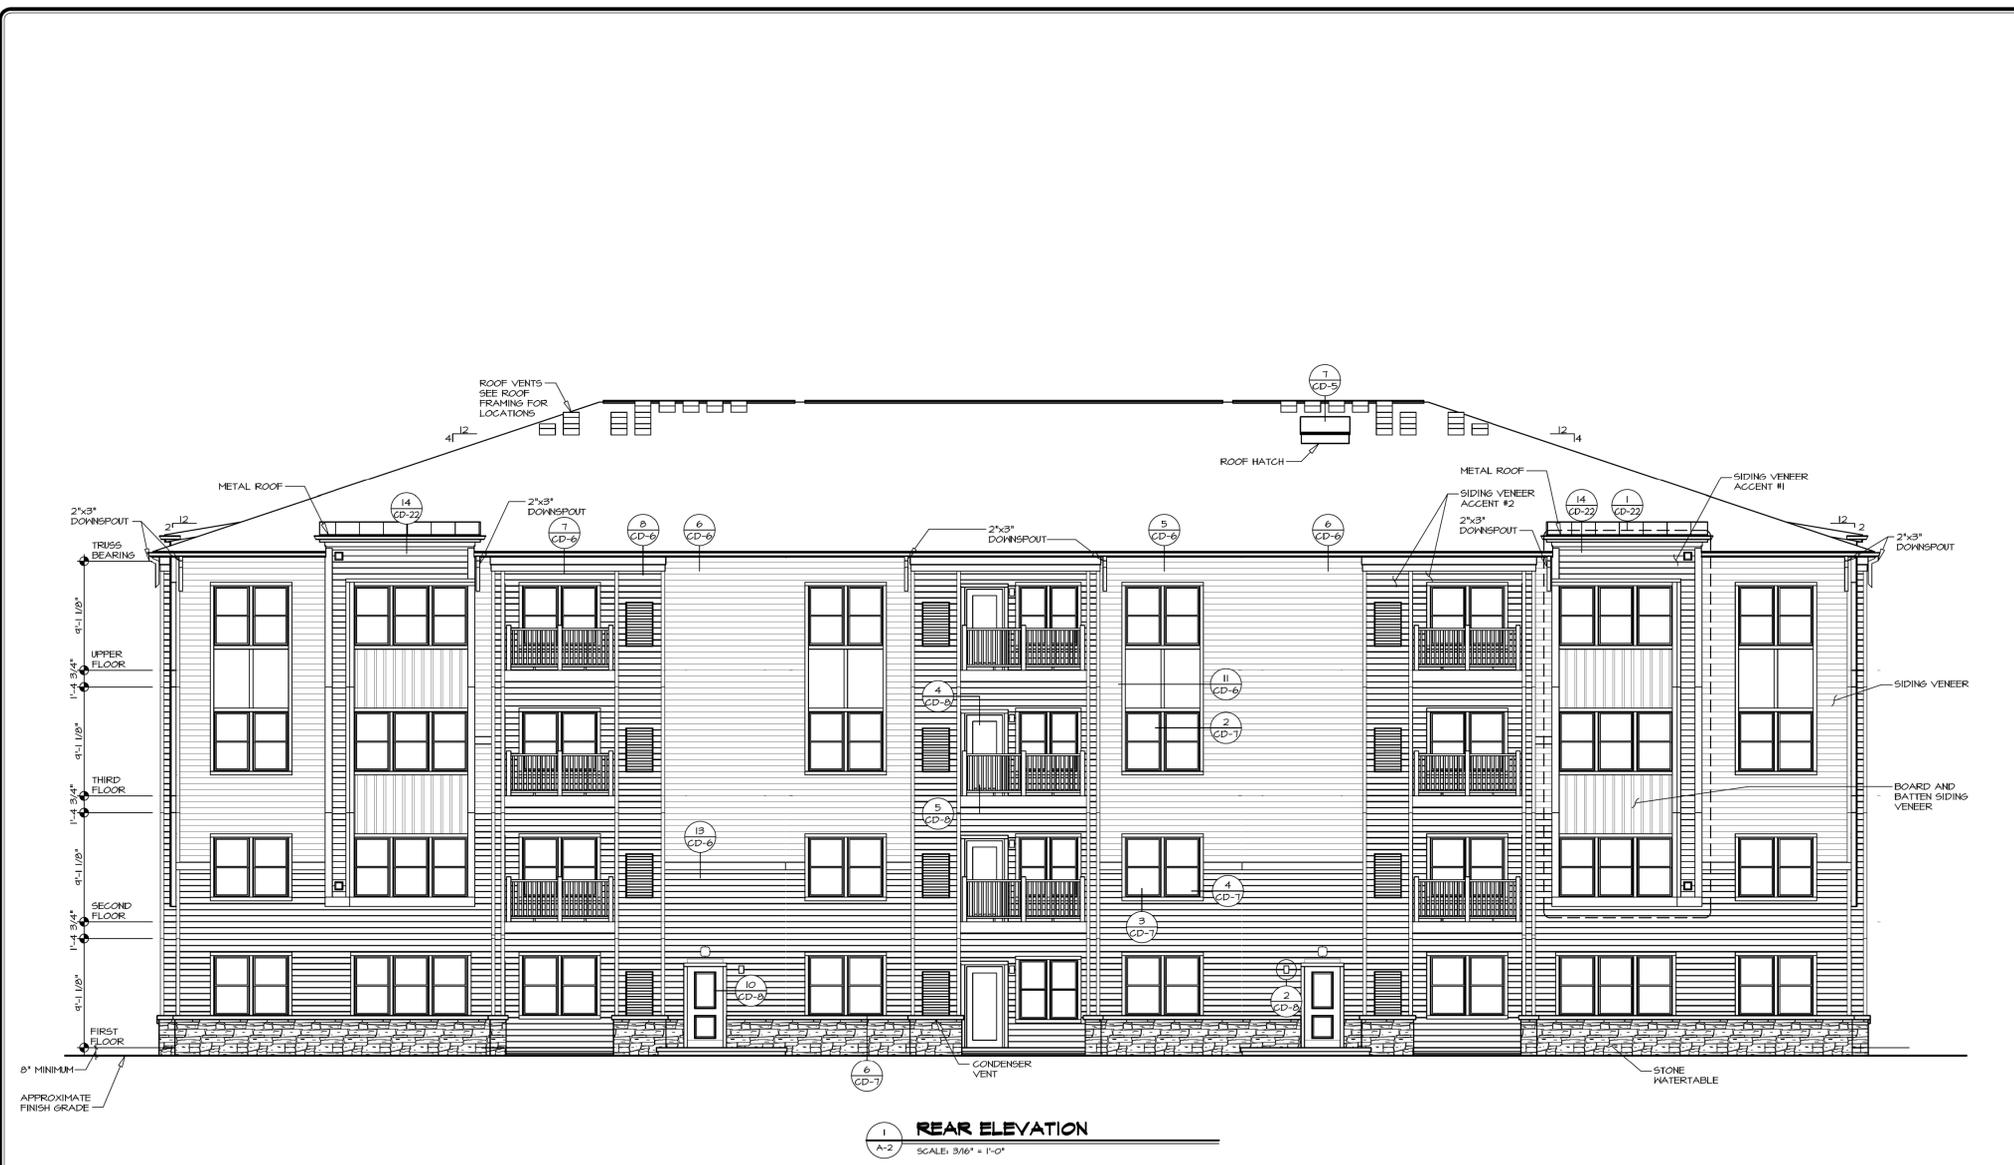 7
CD-5
ROOF VENTS
SEE ROOF
FRAMING FOR
LOCATIONS
12
4
12
4
ROOF HATCH
METAL ROOF
METAL ROOF
SIDING VENEER
ACCENT #1
14
CD-22
14
CD-22
1
CD-22
SIDING VENEER
ACCENT #2
2"x3"
DOWNSPOUT
2"x3"
DOWNSPOUT
2"x3"
DOWNSPOUT
2"x3"
DOWNSPOUT
2"x3"
DOWNSPOUT
12
2
12
2
7
CD-6
8
CD-6
6
CD-6
5
CD-6
6
CD-6
TRUSS
BEARING
9'-1 1/8"
UPPER
FLOOR
1'-4 3/4"
11
CD-6
4
CD-8
SIDING VENEER
2
CD-7
9'-1 1/8"
THIRD
FLOOR
1'-4 3/4"
BOARD AND
BATTEN SIDING
VENEER
5
CD-8
13
CD-6
9'-1 1/8"
4
CD-7
SECOND
FLOOR
1'-4 3/4"
3
CD-7
9'-1 1/8"
10
CD-8
2
CD-8
FIRST
FLOOR
8" MINIMUM
APPROXIMATE
FINISH GRADE
6
CD-7
CONDENSER
VENT
STONE
WATERTABLE
1
A-2
REAR ELEVATION
SCALE: 3/16" = 1'-0"